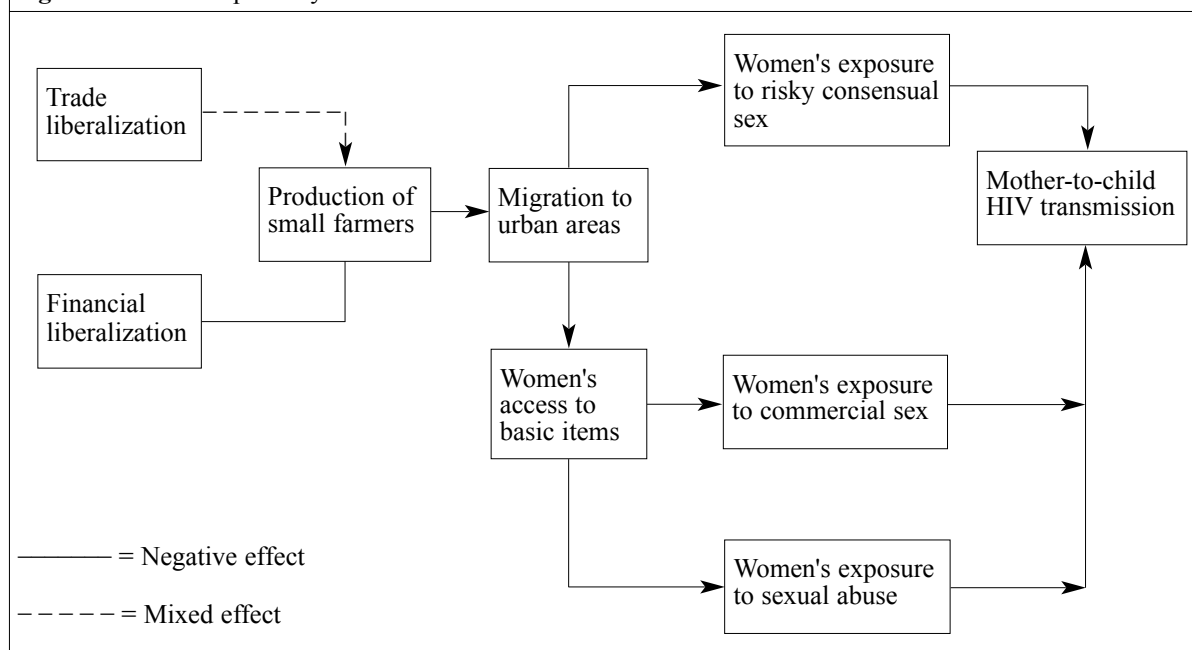 Trade
liberalization
Financial
liberalization
Production of
small farmers
Migration to
urban areas
Women's
access to
basic items
Women's exposure
to risky consensual
sex
Women's exposure
to commercial sex
Women's exposure
to sexual abuse
Mother-to-child
HIV transmission
= Negative effect
= Mixed effect